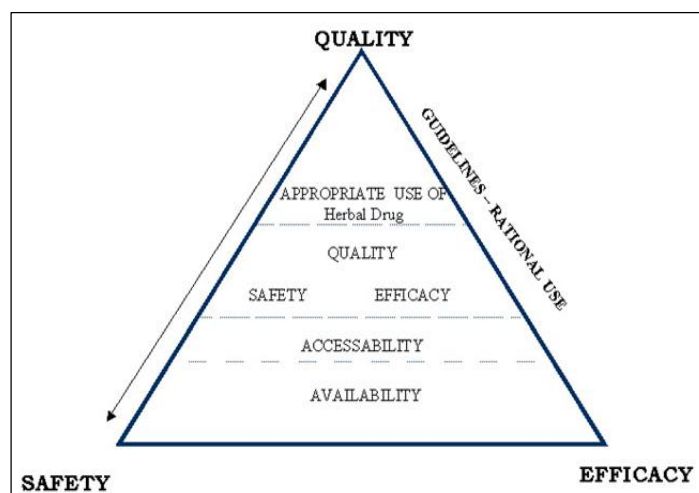 QUALITY
GUIDELINES – RATIONAL USE
APPROPRIATE USE OF
Herbal Drug
QUALITY
SAFETY EFFICACY
ACCESSABILITY
AVAILABILITY
SAFETY
EFFICACY